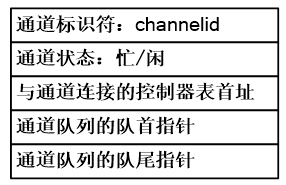 通道标识符：channelid
通道状态：忙/闲
与通道连接的控制器表首址
通道队列的队首指针
通道队列的队尾指针